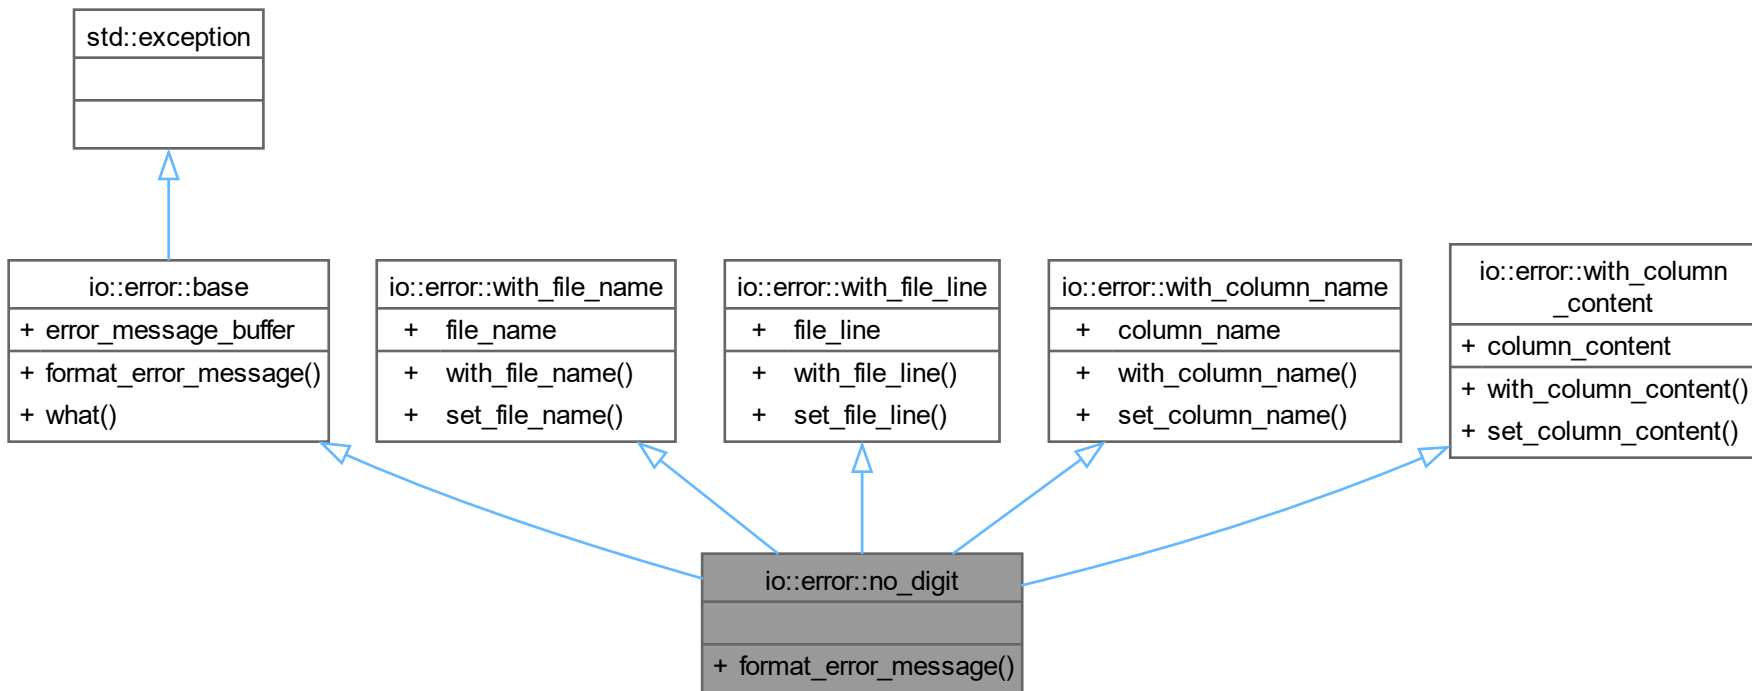 std::exception
io::error::base
+ error_message_buffer
+ format_error_message()
+ what()
io::error::with_file_name
+ file_name
+ with_file_name()
+ set_file_name()
io::error::with_file_line
+ file_line
+ with_file_line()
+ set_file_line()
io::error::with_column_name
+ column_name
+ with_column_name()
+ set_column_name()
io::error::with_column
_content
+ column_content
+ with_column_content()
+ set_column_content()
io::error::no_digit
+ format_error_message()